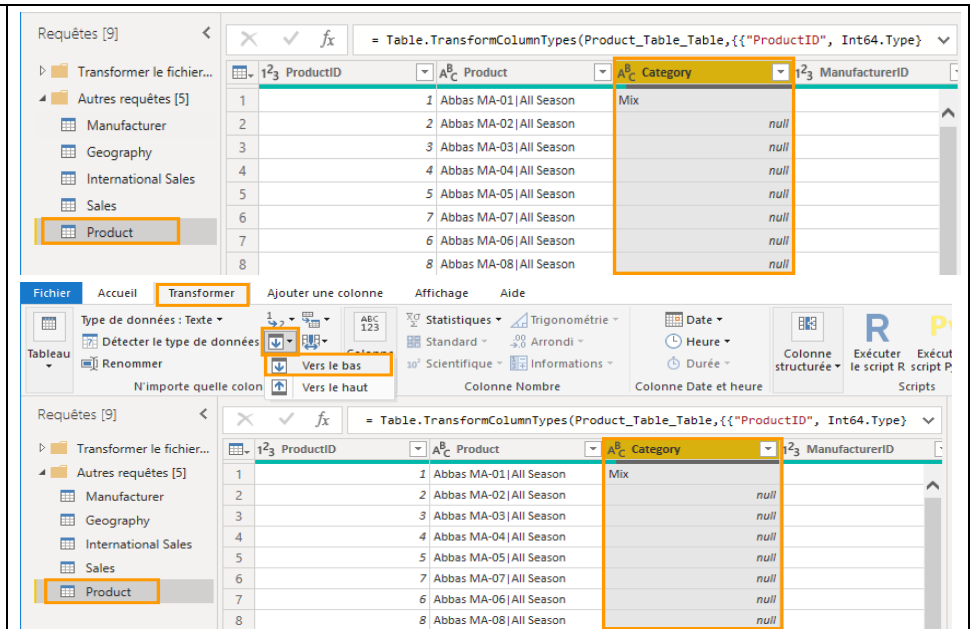 Requêtes [9]
fx = Table.TransformColumnTypes(Product_Table_Table,{{"ProductID", Int64.Type}
Transformer le fichier...
1²3 ProductID ABC Product ABC Category 1²3 ManufacturerID
Autres requêtes [5]
1 1 Abbas MA-01|All Season Mix
Manufacturer
2 2 Abbas MA-02|All Season null
Geography
3 3 Abbas MA-03|All Season null
International Sales
4 4 Abbas MA-04|All Season null
Sales
5 5 Abbas MA-05|All Season null
Product
6 7 Abbas MA-07|All Season null
7 6 Abbas MA-06|All Season null
8 8 Abbas MA-08|All Season null
Fichier Accueil Transformer Ajouter une colonne Affichage Aide
Tableau
Type de données : Texte
Détecter le type de données
Renommer
N'importe quelle colon
Vers le bas
Vers le haut
ABC
123
Statistiques Trigonométrie
Standard .00 Arrondi
10² Scientifique Informations
Colonne Nombre
Date
Heure
Durée
Colonne Date et heure
Colonne
structurée
R
Exécuter
le script R
Exécut
script P
Scripts
Requêtes [9]
fx = Table.TransformColumnTypes(Product_Table_Table,{{"ProductID", Int64.Type}
Transformer le fichier...
1²3 ProductID ABC Product ABC Category 1²3 ManufacturerID
Autres requêtes [5]
1 1 Abbas MA-01|All Season Mix
Manufacturer
2 2 Abbas MA-02|All Season null
Geography
3 3 Abbas MA-03|All Season null
International Sales
4 4 Abbas MA-04|All Season null
Sales
5 5 Abbas MA-05|All Season null
Product
6 7 Abbas MA-07|All Season null
7 6 Abbas MA-06|All Season null
8 8 Abbas MA-08|All Season null